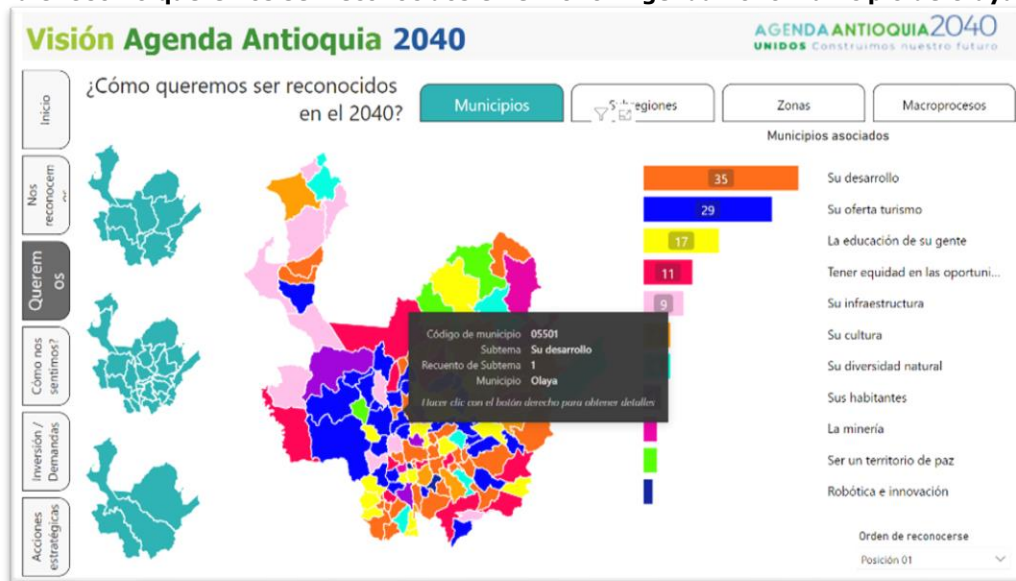 Visión Agenda Antioquia 2040
AGENDA ANTIOQUIA2040
UNIDOS Construimos nuestro futuro
¿Cómo queremos ser reconocidos
en el 2040?
Municipios
Zonas
Macroprocesos
Inicio
Nos
reconocem
Querem
os
Cómo nos
sentimos?
Inversión /
Demandas
Acciones
estratégicas
Municipios asociados
35 Su desarrollo
29 Su oferta turismo
17 La educación de su gente
11 Tener equidad en las oportuni...
9 Su infraestructura
Su cultura
Su diversidad natural
Sus habitantes
La minería
Ser un territorio de paz
Robótica e innovación
Código de municipio 05501
Subtema Su desarrollo
Recuento de Subtema 1
Municipio Olaya
Hacer clic con el botón derecho para obtener detalles
Orden de reconocerse
Posición 01